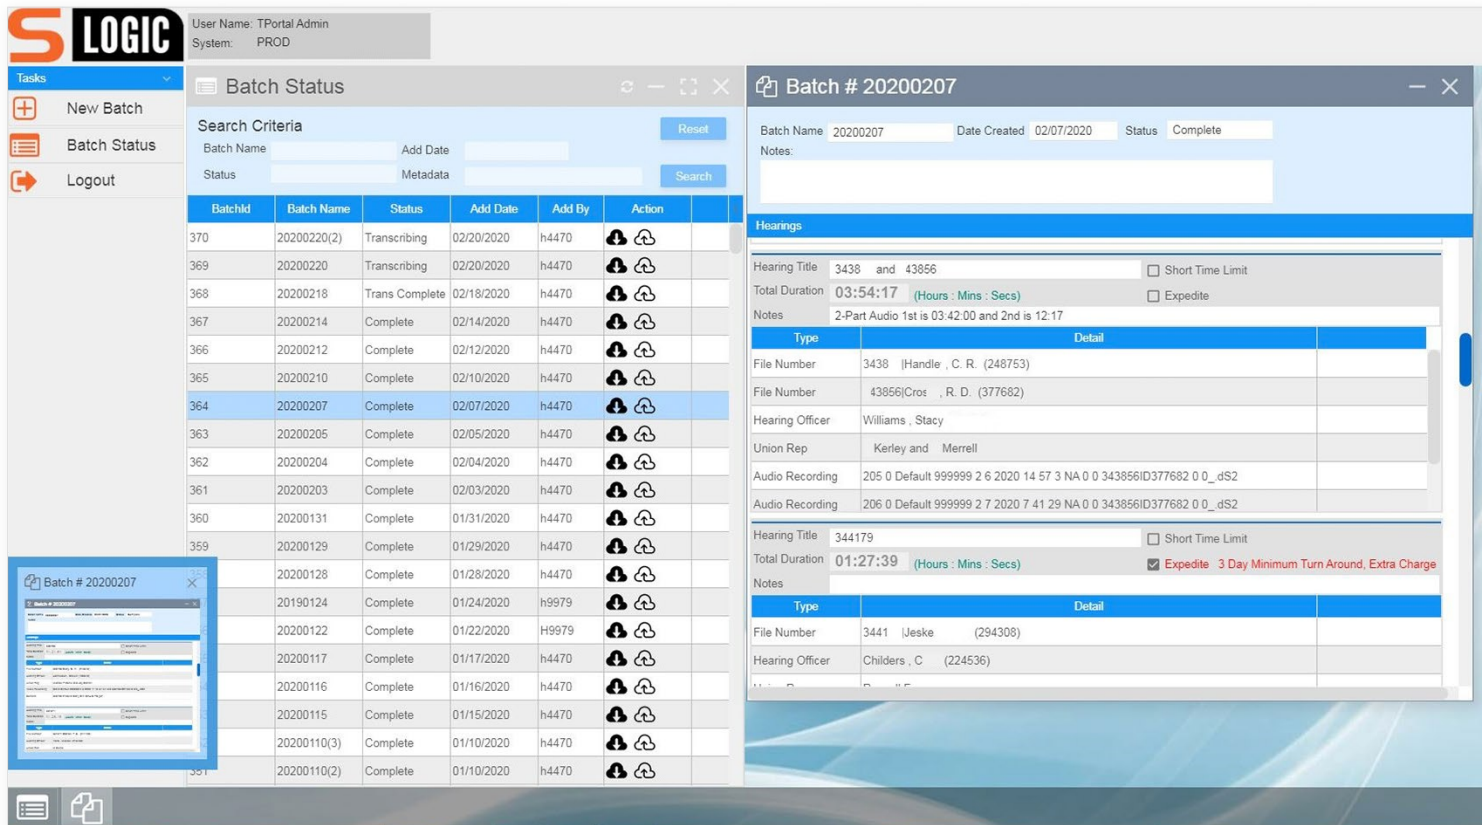 S LOGIC
User Name: TPortal Admin
System: PROD
Tasks
New Batch
Batch Status
Logout
Batch Status
Search Criteria
Reset
Batch Name Add Date
Status Metadata Search
BatchId Batch Name Status Add Date Add By Action
370 20200220(2) Transcribing 02/20/2020 h4470
369 20200220 Transcribing 02/20/2020 h4470
368 20200218 Trans Complete 02/18/2020 h4470
367 20200214 Complete 02/14/2020 h4470
366 20200212 Complete 02/12/2020 h4470
365 20200210 Complete 02/10/2020 h4470
364 20200207 Complete 02/07/2020 h4470
363 20200205 Complete 02/05/2020 h4470
362 20200204 Complete 02/04/2020 h4470
361 20200203 Complete 02/03/2020 h4470
360 20200131 Complete 01/31/2020 h4470
359 20200129 Complete 01/29/2020 h4470
20200128 Complete 01/28/2020 h4470
20190124 Complete 01/24/2020 h9979
20200122 Complete 01/22/2020 H9979
20200117 Complete 01/17/2020 h4470
20200116 Complete 01/16/2020 h4470
20200115 Complete 01/15/2020 h4470
20200110(3) Complete 01/10/2020 h4470
351 20200110(2) Complete 01/10/2020 h4470
Batch # 20200207
Batch # 20200207
Batch Name 20200207 Date Created 02/07/2020 Status Complete
Notes:
Hearings
Hearing Title 3438 and 43856 Short Time Limit
Total Duration 03:54:17 (Hours : Mins : Secs) Expedite
Notes 2-Part Audio 1st is 03:42:00 and 2nd is 12:17
Type Detail
File Number 3438 |Handle , C. R. (248753)
File Number 43856|Cros , R. D. (377682)
Hearing Officer Williams , Stacy
Union Rep Kerley and Merrell
Audio Recording 205 0 Default 999999 2 6 2020 14 57 3 NA 0 0 343856ID377682 0 0_.dS2
Audio Recording 206 0 Default 999999 2 7 2020 7 41 29 NA 0 0 343856ID377682 0 0_.dS2
Hearing Title 344179 Short Time Limit
Total Duration 01:27:39 (Hours : Mins : Secs) Expedite 3 Day Minimum Turn Around, Extra Charge
Notes
Type Detail
File Number 3441 |Jeske (294308)
Hearing Officer Childers , C (224536)